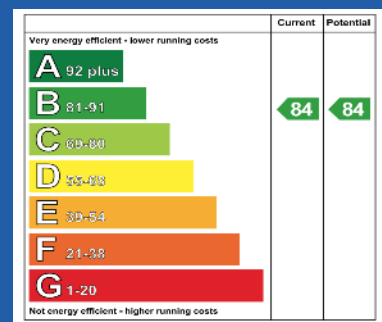 Current Potential
Very energy efficient - lower running costs
A 92 plus
B 81-91 84 84
C 69-80
D 55-68
E 39-54
F 21-38
G 1-20
Not energy efficient - higher running costs